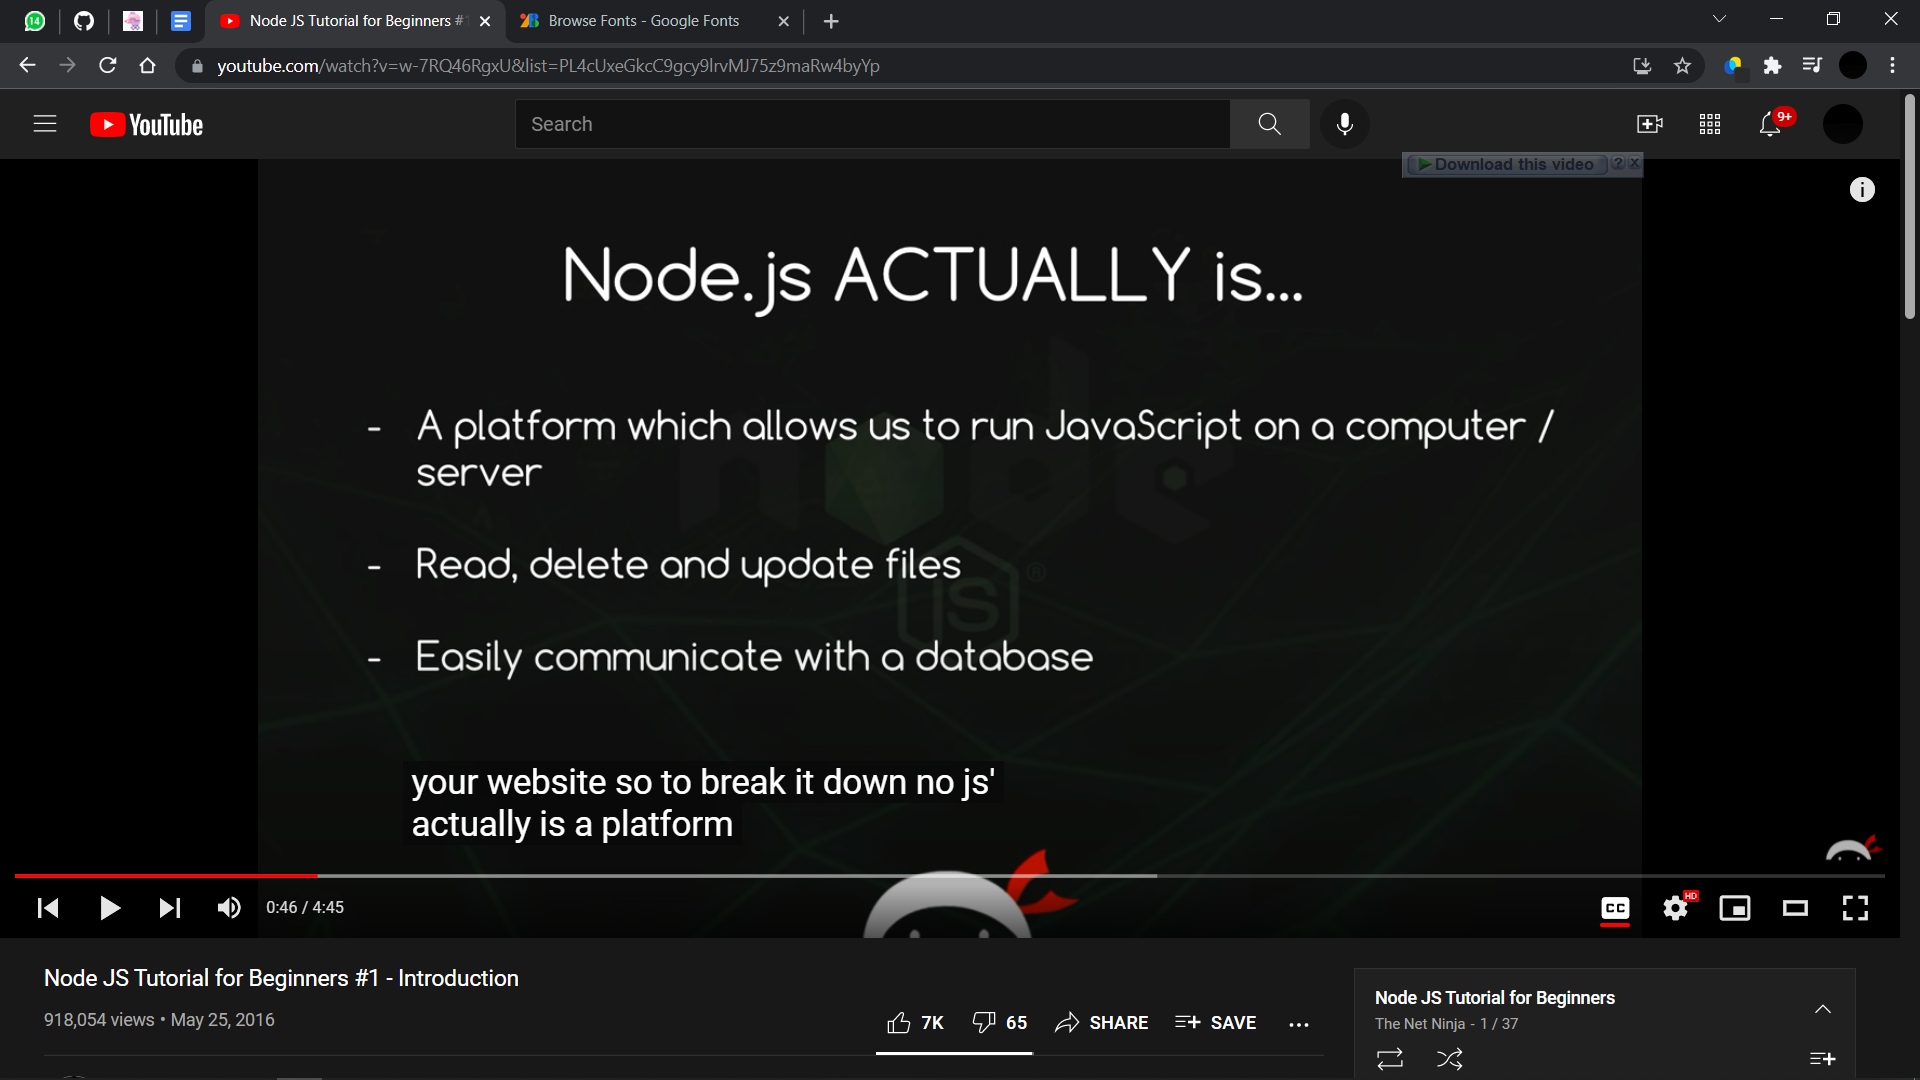 14
Node JS Tutorial for Beginners #1
Browse Fonts - Google Fonts
youtube.com/watch?v=w-7RQ46RgxU&list=PL4cUxeGkcC9gcy9lrvMJ75z9maRw4byYp
YouTube
Search
9+
Download this video
?
x
i
Node.js ACTUALLY is...
- A platform which allows us to run JavaScript on a computer /
server
- Read, delete and update files
- Easily communicate with a database
node
JS
®
your website so to break it down no js'
actually is a platform
0:46 / 4:45
CC
HD
Node JS Tutorial for Beginners #1 - Introduction
918,054 views • May 25, 2016
7K
65
SHARE
SAVE
...
Node JS Tutorial for Beginners
The Net Ninja - 1 / 37